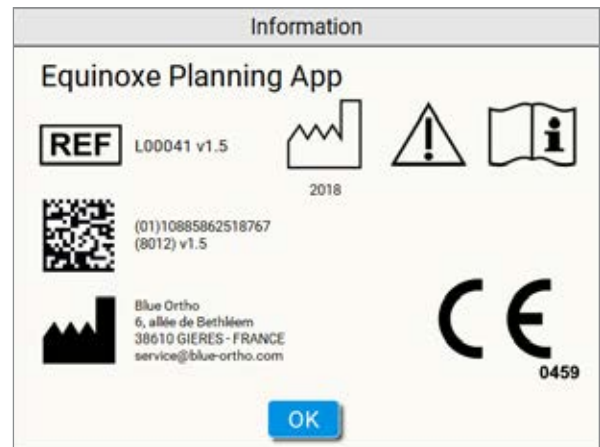 Information
Equinoxe Planning App
REF
L00041 v1.5
2018
(01)10885862518767
(8012) v1.5
Blue Ortho
6, allée de Bethléem
38610 GIERES - FRANCE
service@blue-ortho.com
CE
0459
OK